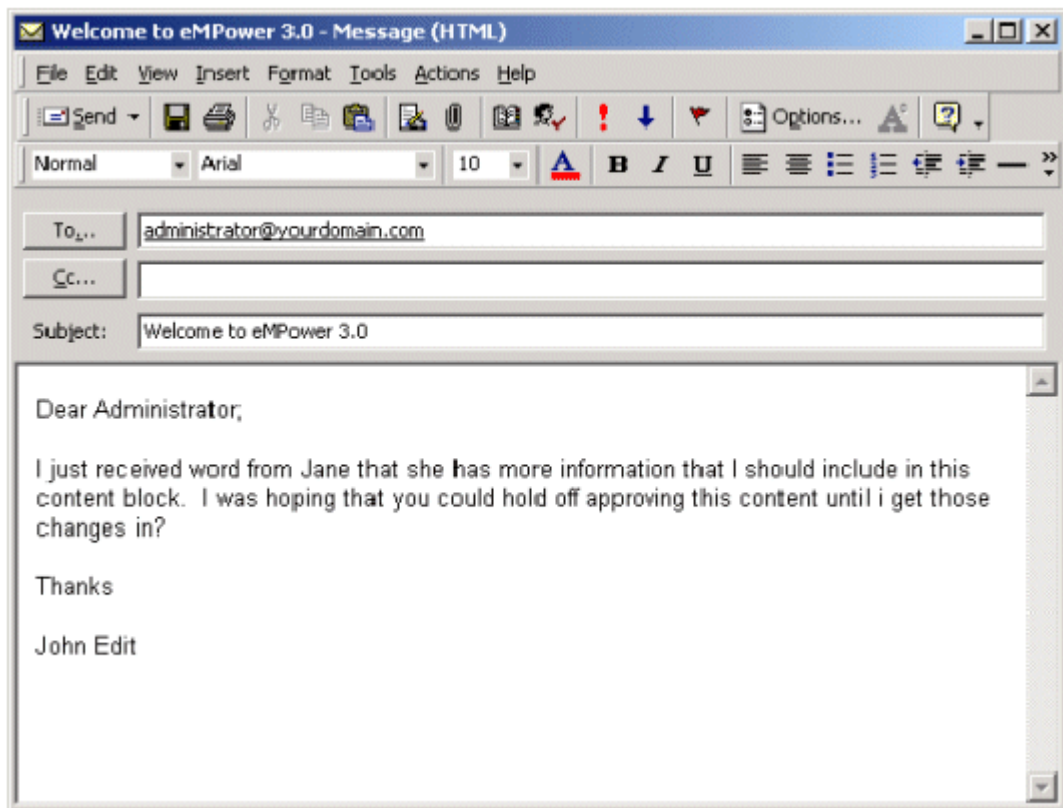 Welcome to eMPower 3.0 - Message (HTML)
File Edit View Insert Format Tools Actions Help
Send Options...
Normal Arial 10 A B I U
To... administrator@yourdomain.com
Cc...
Subject: Welcome to eMPower 3.0
Dear Administrator;
I just received word from Jane that she has more information that I should include in this
content block. I was hoping that you could hold off approving this content until i get those
changes in?
Thanks
John Edit